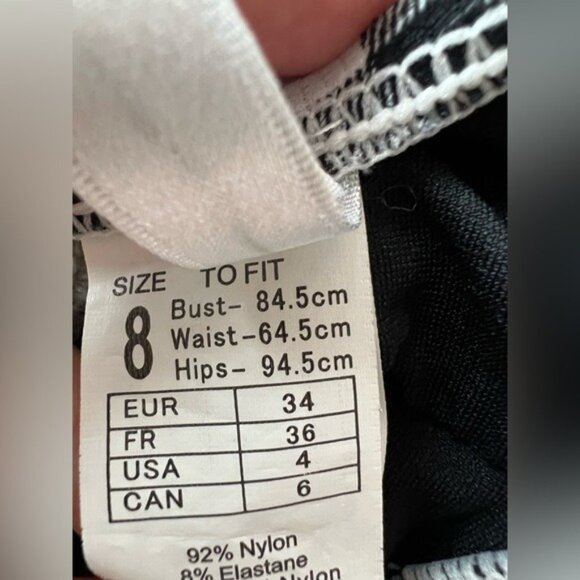 SIZE TO FIT
8 Bust- 84.5cm
Waist-64.5cm
Hips- 94.5cm
EUR 34
FR 36
USA 4
CAN 6
92% Nylon
8% Elastane
Nylon